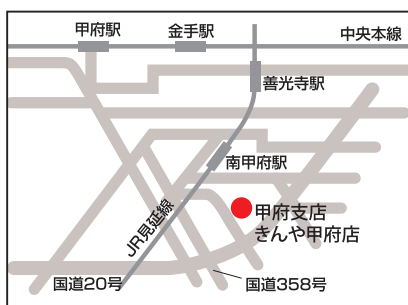 甲府駅
金手駅
中央本線
善光寺駅
南甲府駅
甲府支店
きんや甲府店
JR見延線
国道20号
国道358号